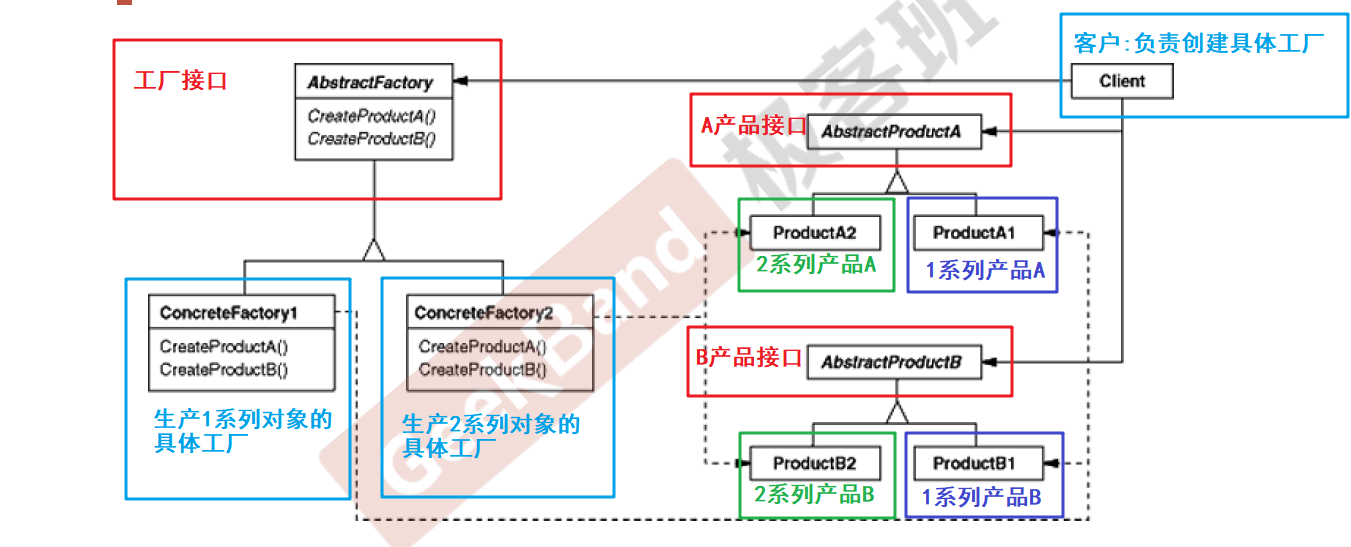 客户:负责创建具体工厂
工厂接口
AbstractFactory
CreateProductA()
CreateProductB()
Client
A产品接口
AbstractProductA
ProductA2
ProductA1
2系列产品A
1系列产品A
ConcreteFactory1
CreateProductA()
CreateProductB()
生产1系列对象的
具体工厂
ConcreteFactory2
CreateProductA()
CreateProductB()
生产2系列对象的
具体工厂
B产品接口
AbstractProductB
ProductB2
ProductB1
2系列产品B
1系列产品B
GeekBand
极客班